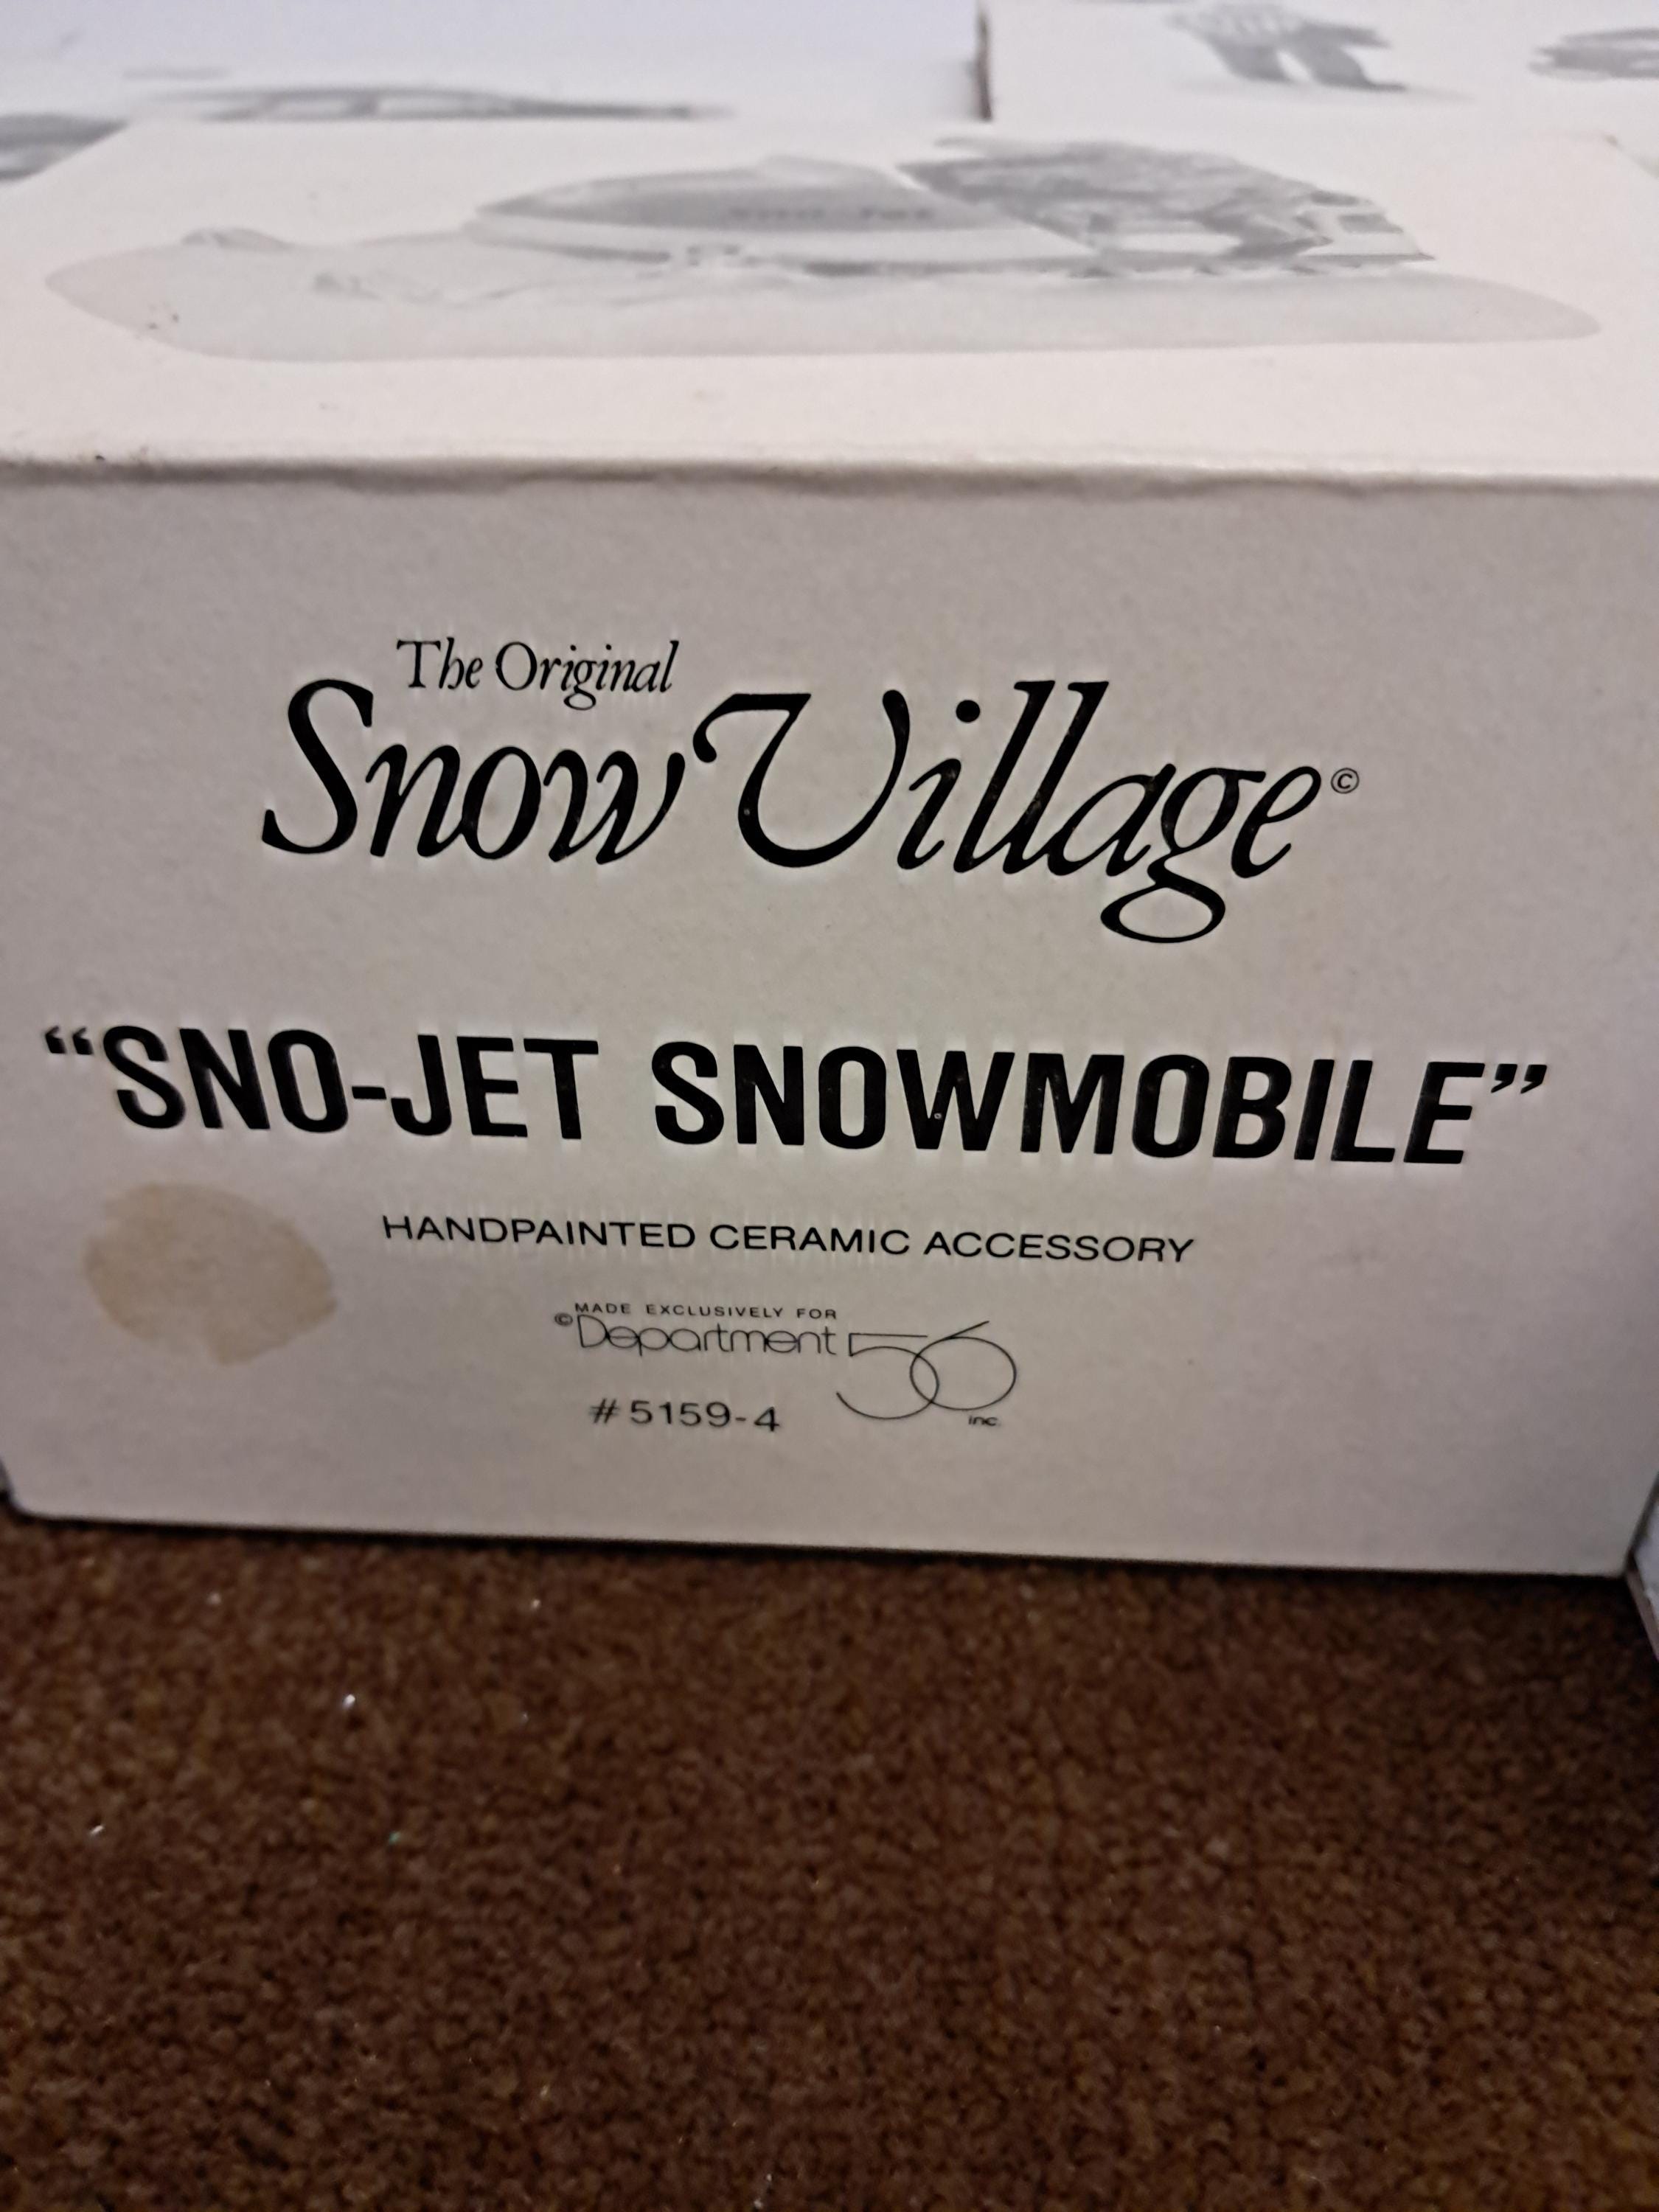 The Original
Snow Village©
“SNO-JET SNOWMOBILE”
HANDPAINTED CERAMIC ACCESSORY
MADE EXCLUSIVELY FOR
©Department 56
inc.
#5159-4